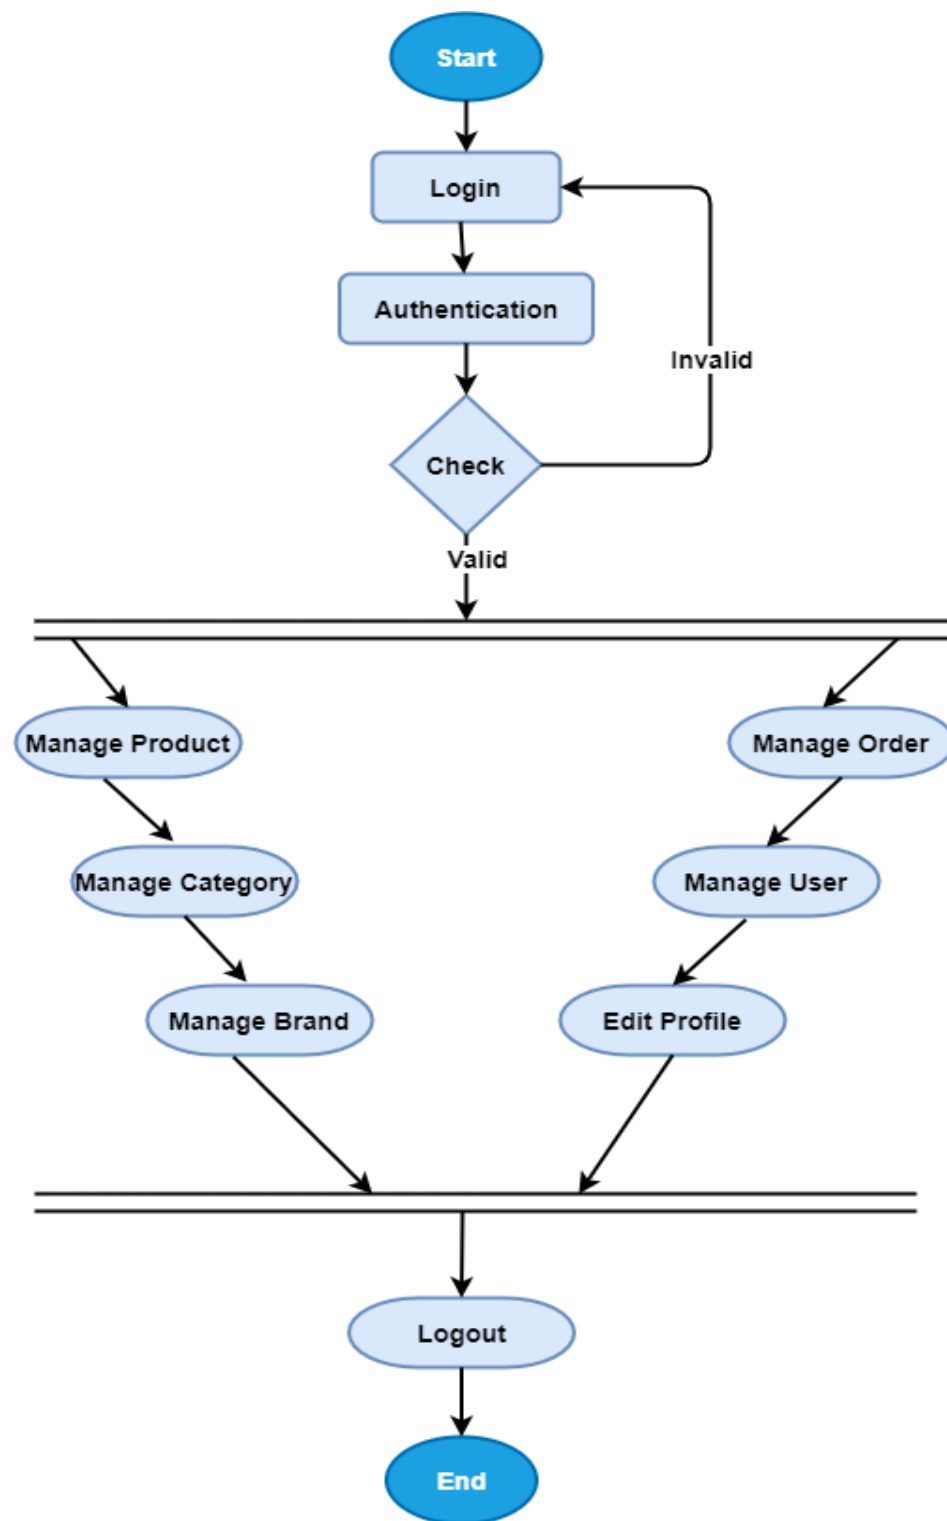 Start
Login
Authentication
Invalid
Check
Valid
Manage Product
Manage Order
Manage Category
Manage User
Manage Brand
Edit Profile
Logout
End